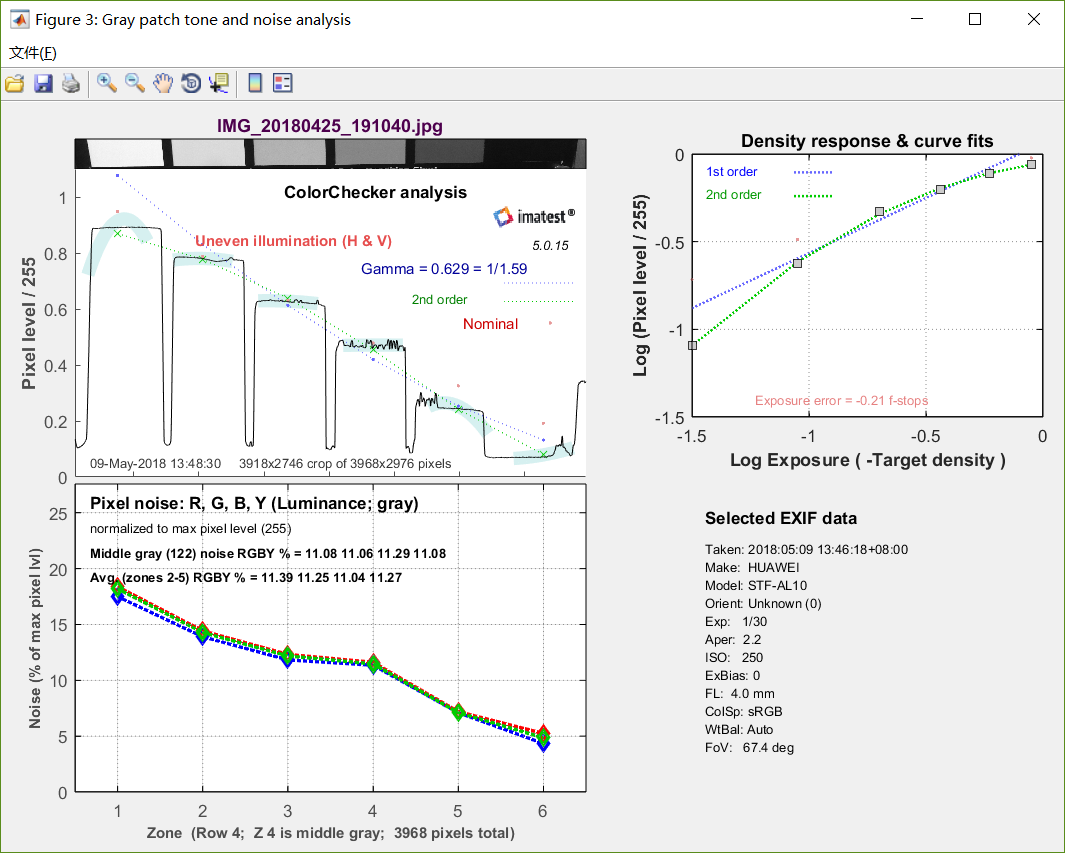 Figure 3: Gray patch tone and noise analysis
文件(F)
IMG_20180425_191040.jpg
ColorChecker analysis
imatest®
5.0.15
Uneven illumination (H & V)
Gamma = 0.629 = 1/1.59
2nd order
Nominal
Pixel level / 255
1
0.8
0.6
0.4
0.2
0
09-May-2018 13:48:30 3918x2746 crop of 3968x2976 pixels
Pixel noise: R, G, B, Y (Luminance; gray)
normalized to max pixel level (255)
Middle gray (122) noise RGBY % = 11.08 11.06 11.29 11.08
Avg. (zones 2-5) RGBY % = 11.39 11.25 11.04 11.27
Noise (% of max pixel lvl)
25
20
15
10
5
0
1 2 3 4 5 6
Zone (Row 4; Z 4 is middle gray; 3968 pixels total)
Density response & curve fits
1st order
2nd order
Log (Pixel level / 255)
0
-0.5
-1
-1.5
Exposure error = -0.21 f-stops
-1.5 -1 -0.5 0
Log Exposure ( -Target density )
Selected EXIF data
Taken: 2018:05:09 13:46:18+08:00
Make: HUAWEI
Model: STF-AL10
Orient: Unknown (0)
Exp: 1/30
Aper: 2.2
ISO: 250
ExBias: 0
FL: 4.0 mm
ColSp: sRGB
WtBal: Auto
FoV: 67.4 deg